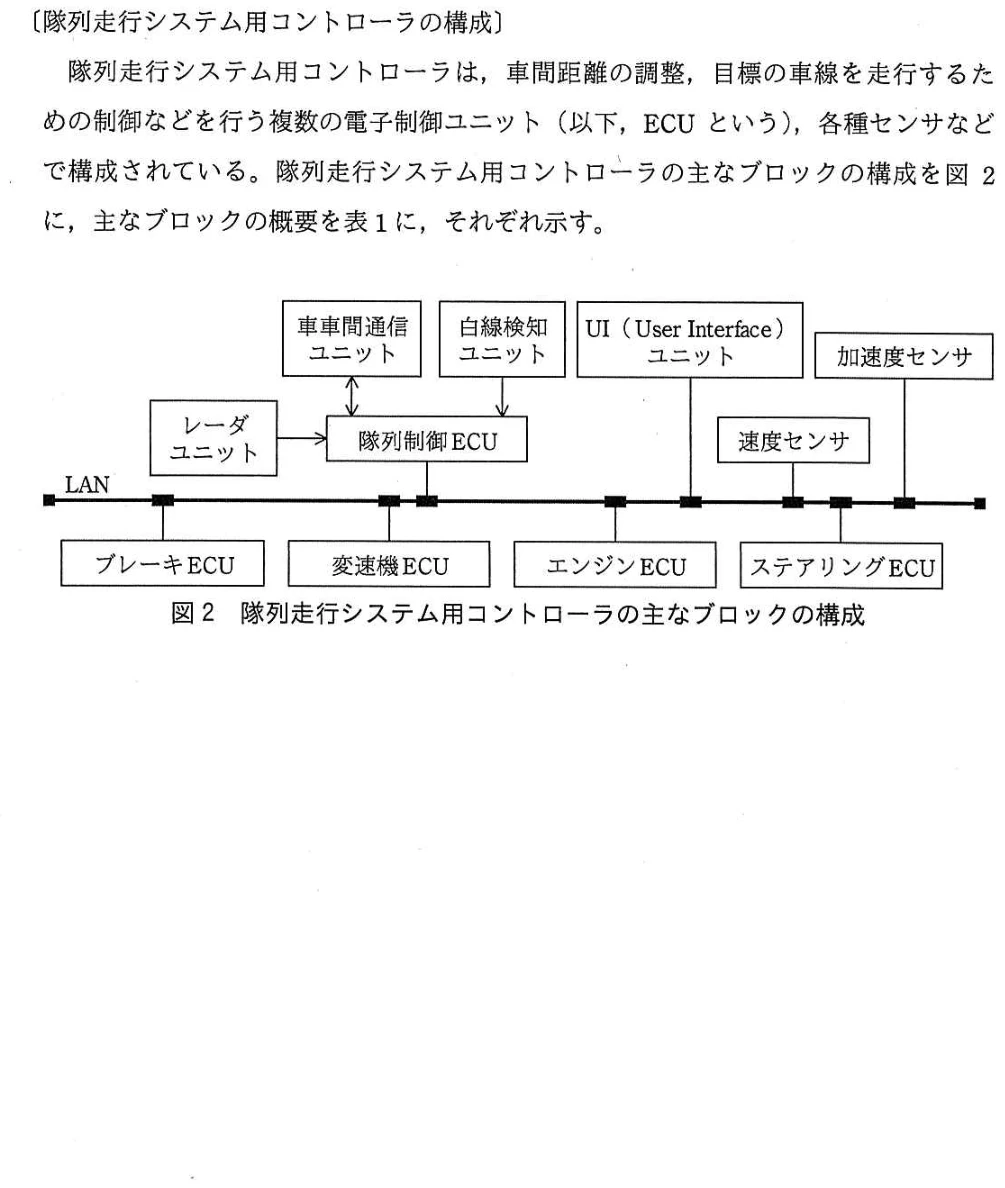 〔隊列走行システム用コントローラの構成〕
隊列走行システム用コントローラは，車間距離の調整，目標の車線を走行するた
めの制御などを行う複数の電子制御ユニット（以下，ECU という），各種センサなど
で構成されている。隊列走行システム用コントローラの主なブロックの構成を図 2
に，主なブロックの概要を表1に，それぞれ示す。
車車間通信
ユニット
白線検知
ユニット
UI（User Interface）
ユニット
加速度センサ
レーダ
ユニット
隊列制御ECU
速度センサ
LAN
ブレーキECU
変速機ECU
エンジンECU
ステアリングECU
図2　隊列走行システム用コントローラの主なブロックの構成